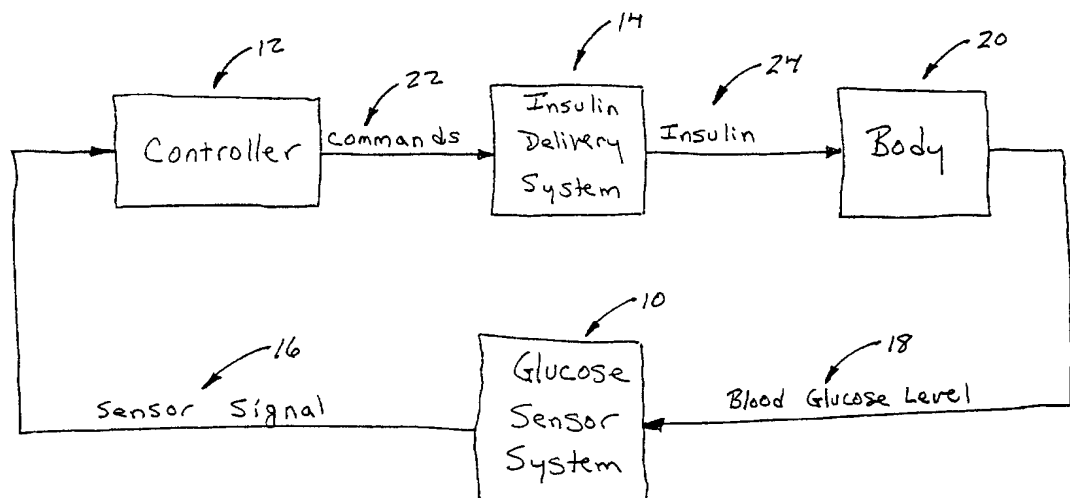 12
14
20
22
24
Controller
Commands
Insulin
Delivery
System
Insulin
Body
10
16
18
Sensor Signal
Glucose
Sensor
System
Blood Glucose Level